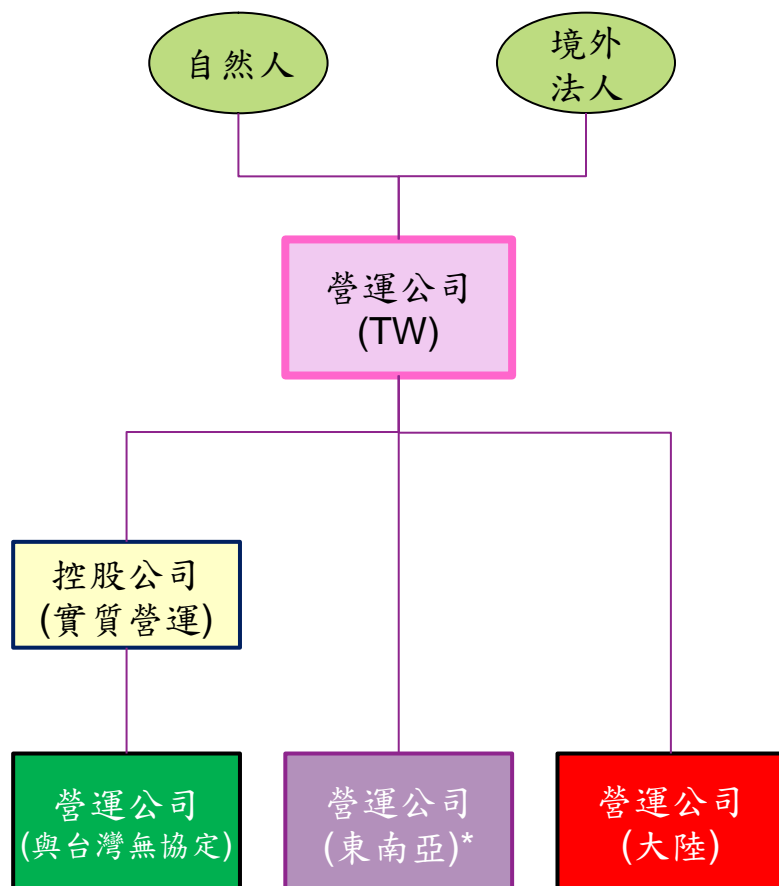 自然人
境外
法人
營運公司
(TW)
控股公司
(實質營運)
營運公司
(與台灣無協定)
營運公司
(東南亞)*
營運公司
(大陸)